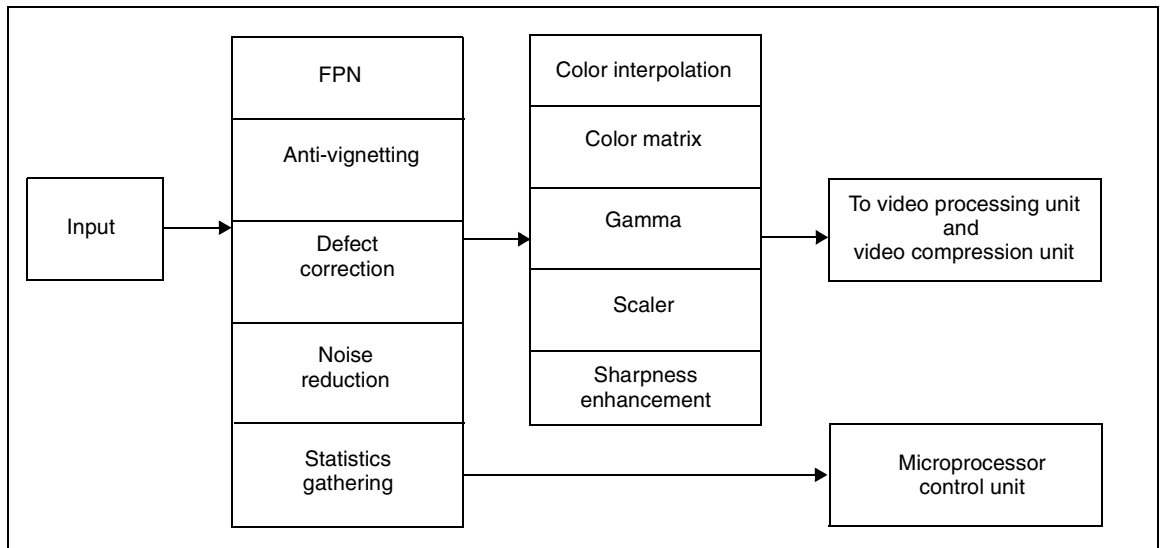 Input
FPN
Anti-vignetting
Defect
correction
Noise
reduction
Statistics
gathering
Color interpolation
Color matrix
Gamma
Scaler
Sharpness
enhancement
To video processing unit
and
video compression unit
Microprocessor
control unit